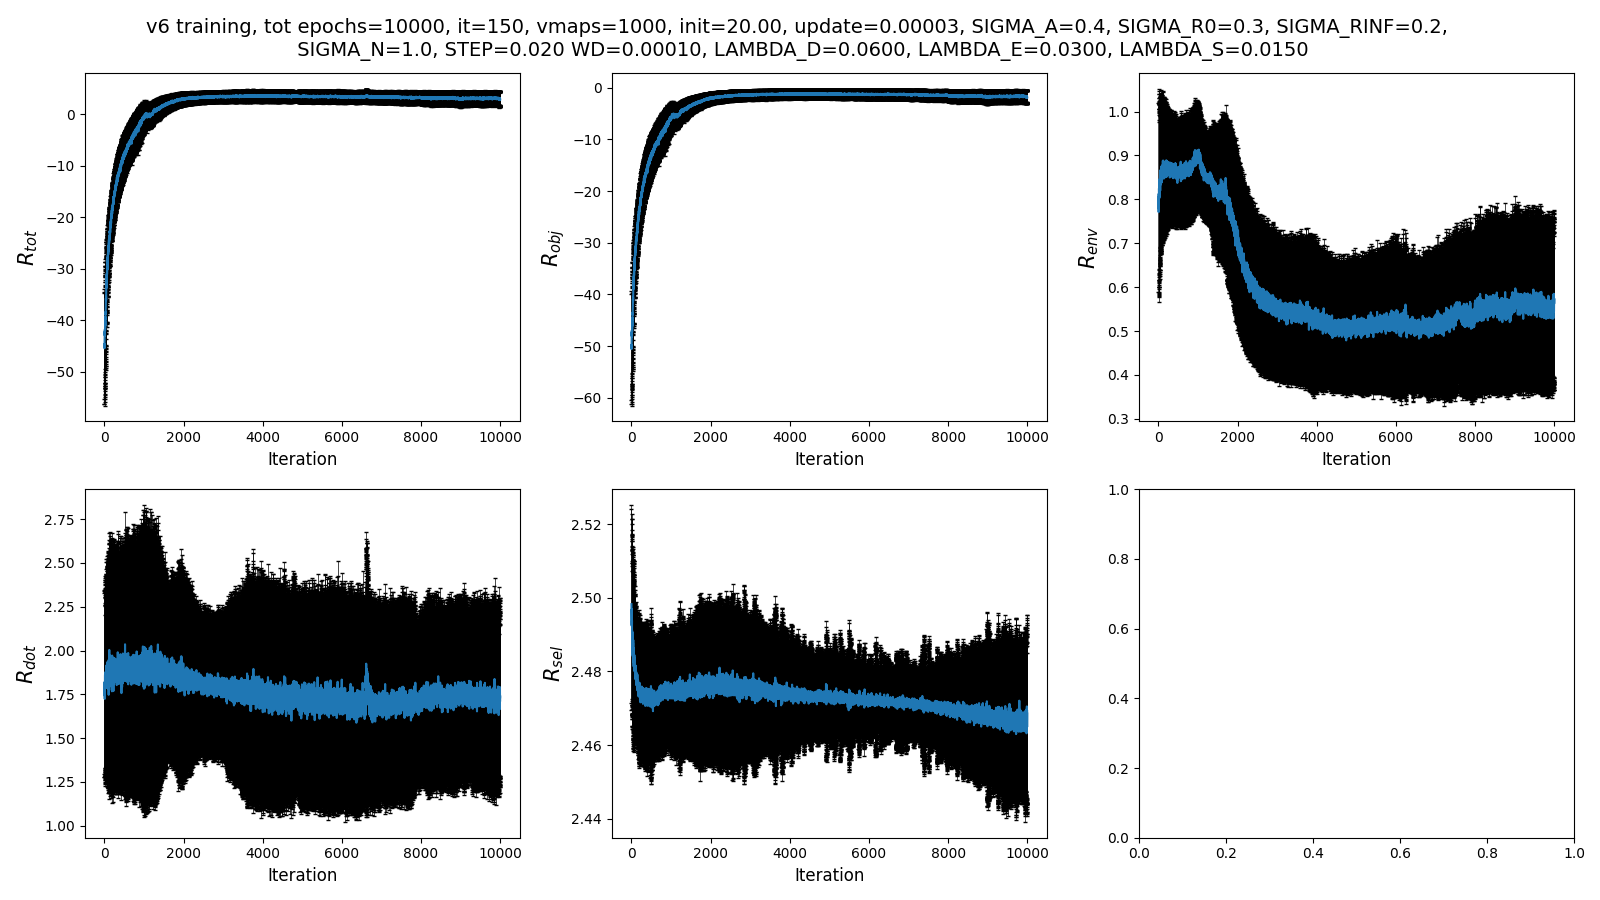 v6 training, tot epochs=10000, it=150, vmaps=1000, init=20.00, update=0.00003, SIGMA_A=0.4, SIGMA_R0=0.3, SIGMA_RINF=0.2,
SIGMA_N=1.0, STEP=0.020 WD=0.00010, LAMBDA_D=0.0600, LAMBDA_E=0.0300, LAMBDA_S=0.0150
R_tot
0
−10
−20
−30
−40
−50
0 2000 4000 6000 8000 10000
Iteration
R_obj
0
−10
−20
−30
−40
−50
−60
0 2000 4000 6000 8000 10000
Iteration
R_env
1.0
0.9
0.8
0.7
0.6
0.5
0.4
0.3
0 2000 4000 6000 8000 10000
Iteration
R_dot
2.75
2.50
2.25
2.00
1.75
1.50
1.25
1.00
0 2000 4000 6000 8000 10000
Iteration
R_sel
2.52
2.50
2.48
2.46
2.44
0 2000 4000 6000 8000 10000
Iteration
1.0
0.8
0.6
0.4
0.2
0.0
0.0 0.2 0.4 0.6 0.8 1.0